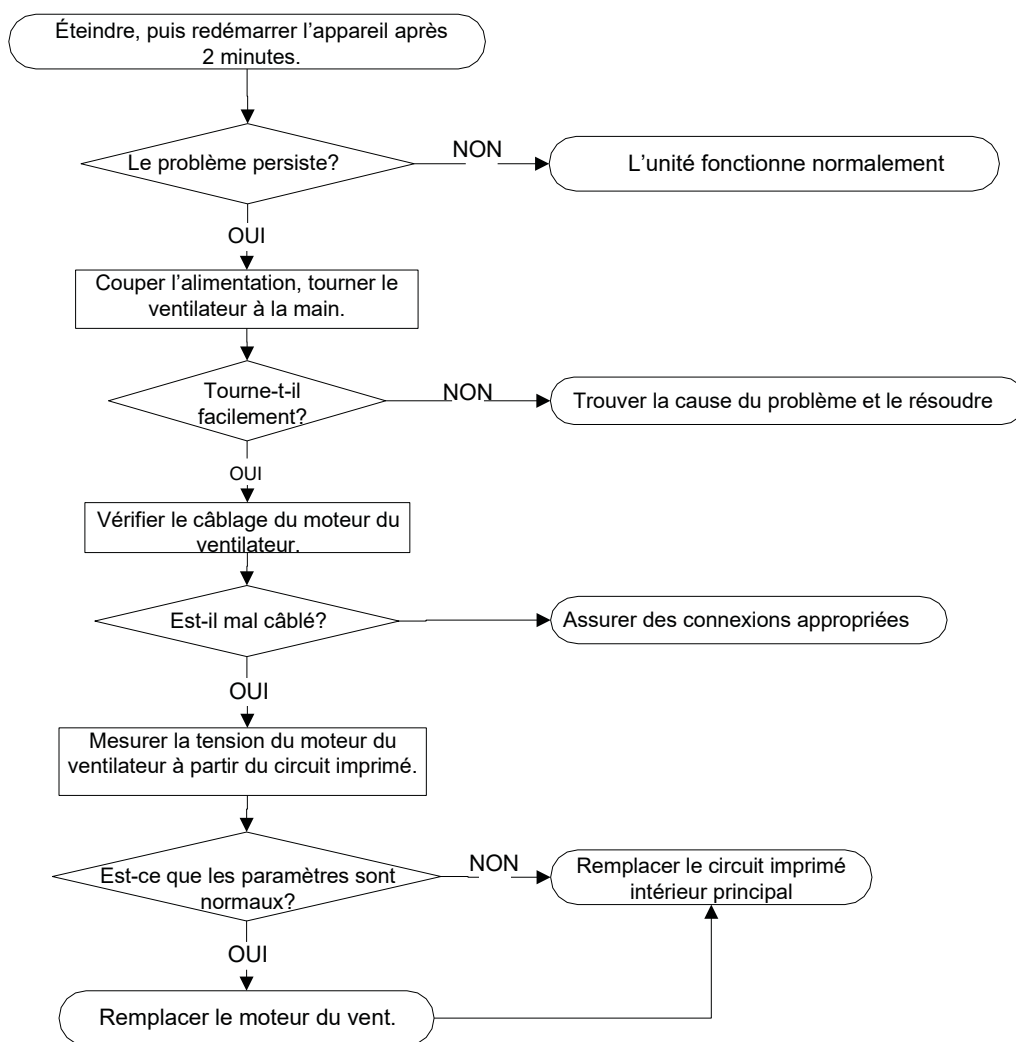 Éteindre, puis redémarrer l’appareil après
2 minutes.
Le problème persiste?
NON
L’unité fonctionne normalement
OUI
Couper l’alimentation, tourner le
ventilateur à la main.
Tourne-t-il
facilement?
NON
Trouver la cause du problème et le résoudre
OUI
Vérifier le câblage du moteur du
ventilateur.
Est-il mal câblé?
Assurer des connexions appropriées
OUI
Mesurer la tension du moteur du
ventilateur à partir du circuit imprimé.
Est-ce que les paramètres sont
normaux?
NON
Remplacer le circuit imprimé
intérieur principal
OUI
Remplacer le moteur du vent.